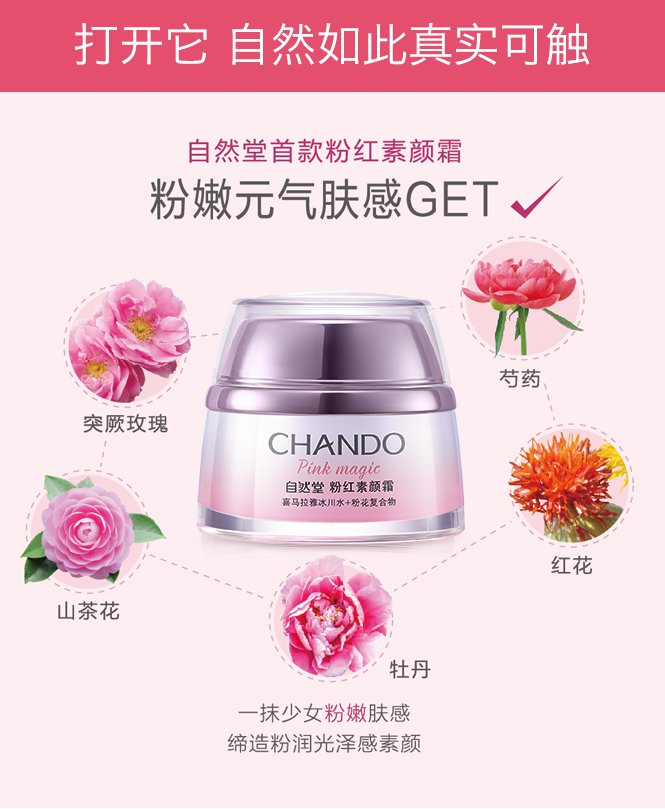 打开它 自然如此真实可触
自然堂首款粉红素颜霜
粉嫩元气肤感GET
芍药
突厥玫瑰
CHANDO
Pink magic
自然堂 粉红素颜霜
喜马拉雅冰川水+粉花复合物
红花
山茶花
牡丹
一抹少女粉嫩肤感
缔造粉润光泽感素颜